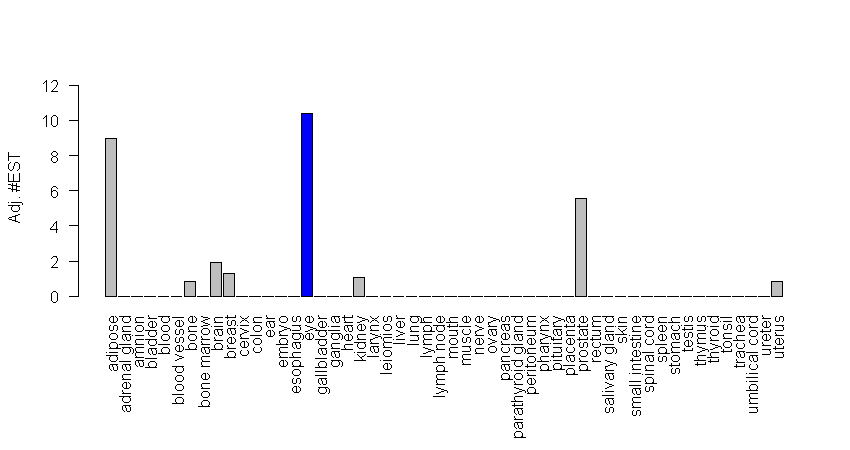 Adj. #EST
12
10
8
6
4
2
0
adipose
adrenal gland
amnion
bladder
blood
blood vessel
bone
bone marrow
brain
breast
cervix
colon
ear
embryo
esophagus
eye
gallbladder
ganglia
heart
kidney
larynx
leiomios
liver
lung
lymph
lymph node
mouth
muscle
nerve
ovary
pancreas
parathyroid gland
peritoneum
pharynx
pituitary
placenta
prostate
rectum
salivary gland
skin
small intestine
spinal cord
spleen
stomach
testis
thymus
thyroid
tonsil
trachea
umbilical cord
ureter
uterus